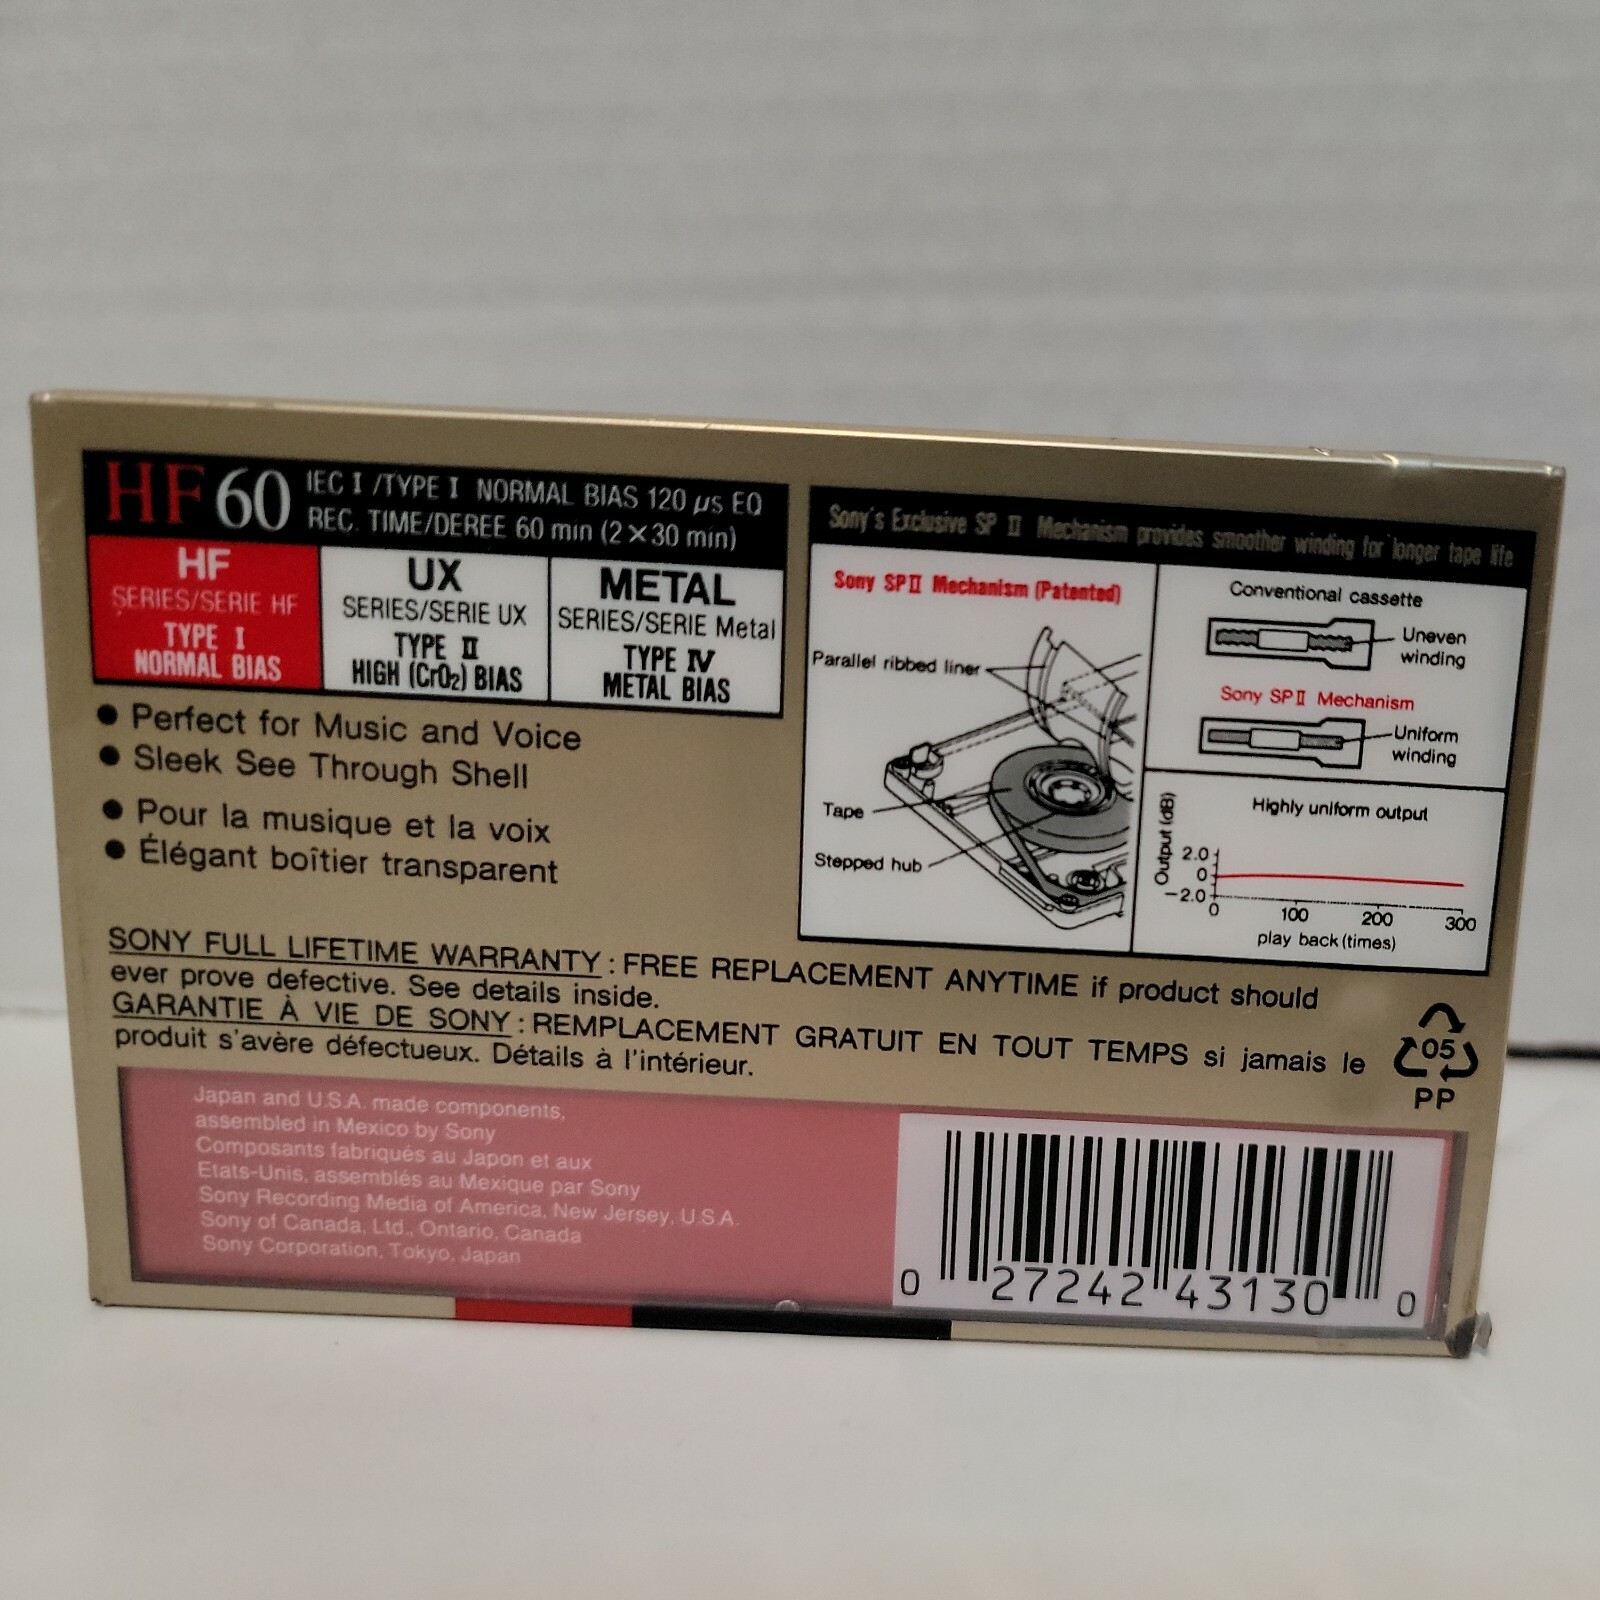 HF 60 IEC I /TYPE I NORMAL BIAS 120 µs EQ
REC. TIME/DEREE 60 min (2 × 30 min)
HF
SERIES/SERIE HF
TYPE I
NORMAL BIAS
UX
SERIES/SERIE UX
TYPE II
HIGH (CrO₂) BIAS
METAL
SERIES/SERIE Metal
TYPE IV
METAL BIAS
● Perfect for Music and Voice
● Sleek See Through Shell
● Pour la musique et la voix
● Élégant boîtier transparent
Sony's Exclusive SP II Mechanism provides smoother winding for longer tape life
Sony SP II Mechanism (Patented)
Parallel ribbed liner
Tape
Stepped hub
Conventional cassette
Uneven
winding
Sony SP II Mechanism
Uniform
winding
Highly uniform output
Output (dB)
2.0
0
−2.0
0 100 200 300
play back (times)
SONY FULL LIFETIME WARRANTY : FREE REPLACEMENT ANYTIME if product should
ever prove defective. See details inside.
GARANTIE À VIE DE SONY : REMPLACEMENT GRATUIT EN TOUT TEMPS si jamais le
produit s'avère défectueux. Détails à l'intérieur.
05
PP
Japan and U.S.A. made components,
assembled in Mexico by Sony
Composants fabriqués au Japon et aux
Etats-Unis, assemblés au Mexique par Sony
Sony Recording Media of America, New Jersey, U.S.A.
Sony of Canada, Ltd., Ontario, Canada
Sony Corporation, Tokyo, Japan
0 27242 43130 0